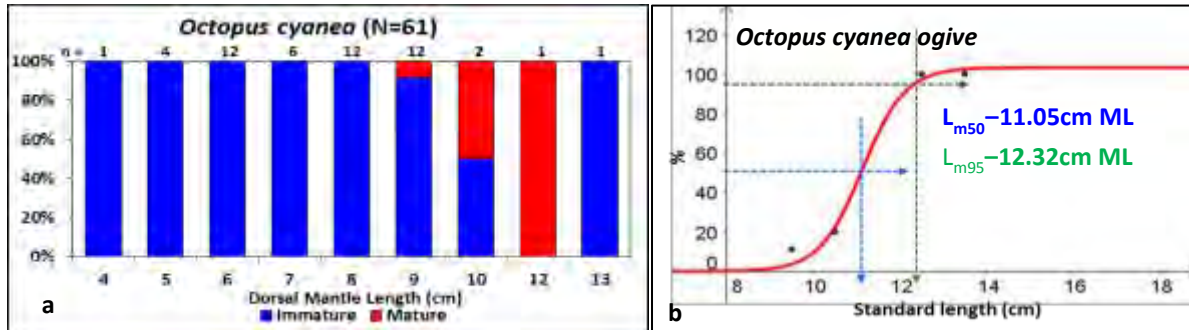 Octopus cyanea (N=61)
n = 1 4 12 6 12 12 2 1 1
100%
80%
60%
40%
20%
0%
4 5 6 7 8 9 10 12 13
Dorsal Mantle Length (cm)
Immature Mature
a
Octopus cyanea ogive
120
100
80
60
40
20
0
%
Lm50–11.05cm ML
Lm95–12.32cm ML
8 10 12 14 16 18
Standard length (cm)
b